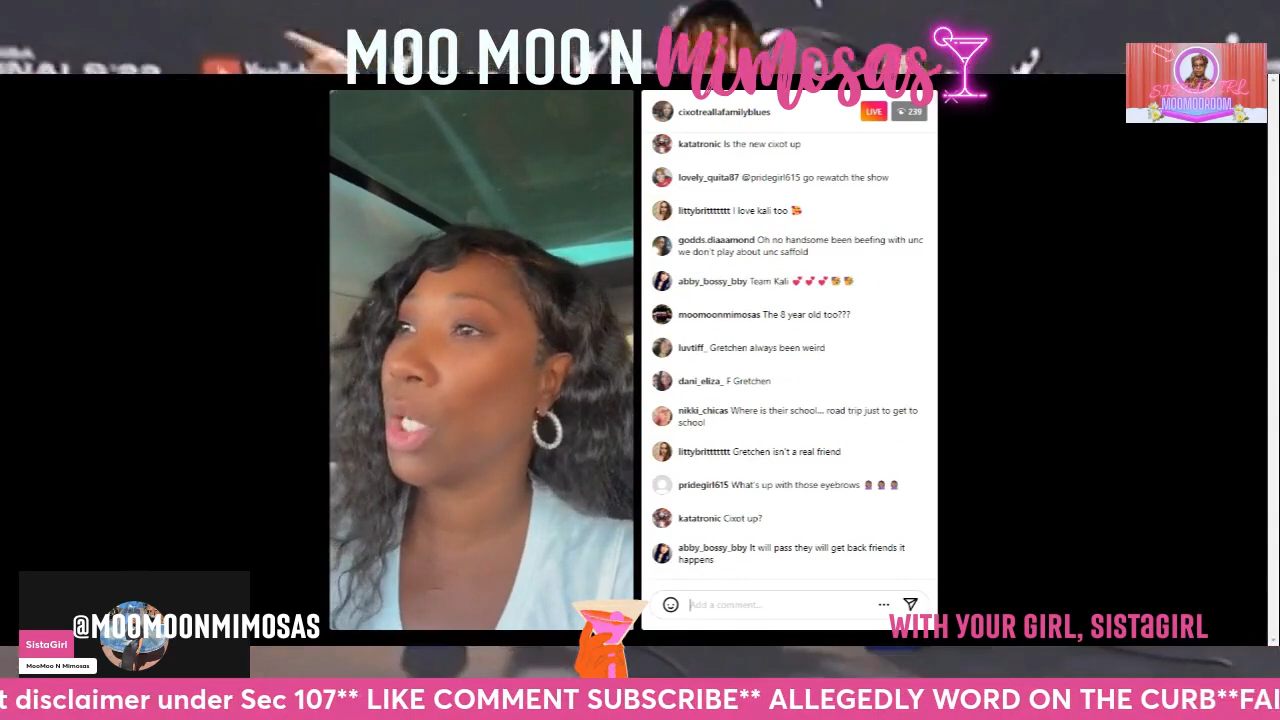 MOO MOO N Mimosas
SISTAGIRL
MOOMOOROOM
cixotreallafamilyblues
LIVE
239
katatronic Is the new cixot up
lovely_quita87 @pridegirl615 go rewatch the show
littybrittttttt I love kali too 🥰
godds.diaaamond Oh no handsome been beefing with unc
we don't play about unc saffold
abby_bossy_bby Team Kali 💕💕💕
moomoonmimosas The 8 year old too???
luvtiff_ Gretchen always been weird
dani_eliza_ F Gretchen
nikki_chicas Where is their school... road trip just to get to
school
littybrittttttt Gretchen isn't a real friend
pridegirl615 What's up with those eyebrows
katatronic Cixot up?
abby_bossy_bby It will pass they will get back friends it
happens
Add a comment...
@MOOMOONMIMOSAS
SistaGirl
MooMoo N Mimosas
WITH YOUR GIRL, SISTAGIRL
t disclaimer under Sec 107** LIKE COMMENT SUBSCRIBE** ALLEGEDLY WORD ON THE CURB**FAI